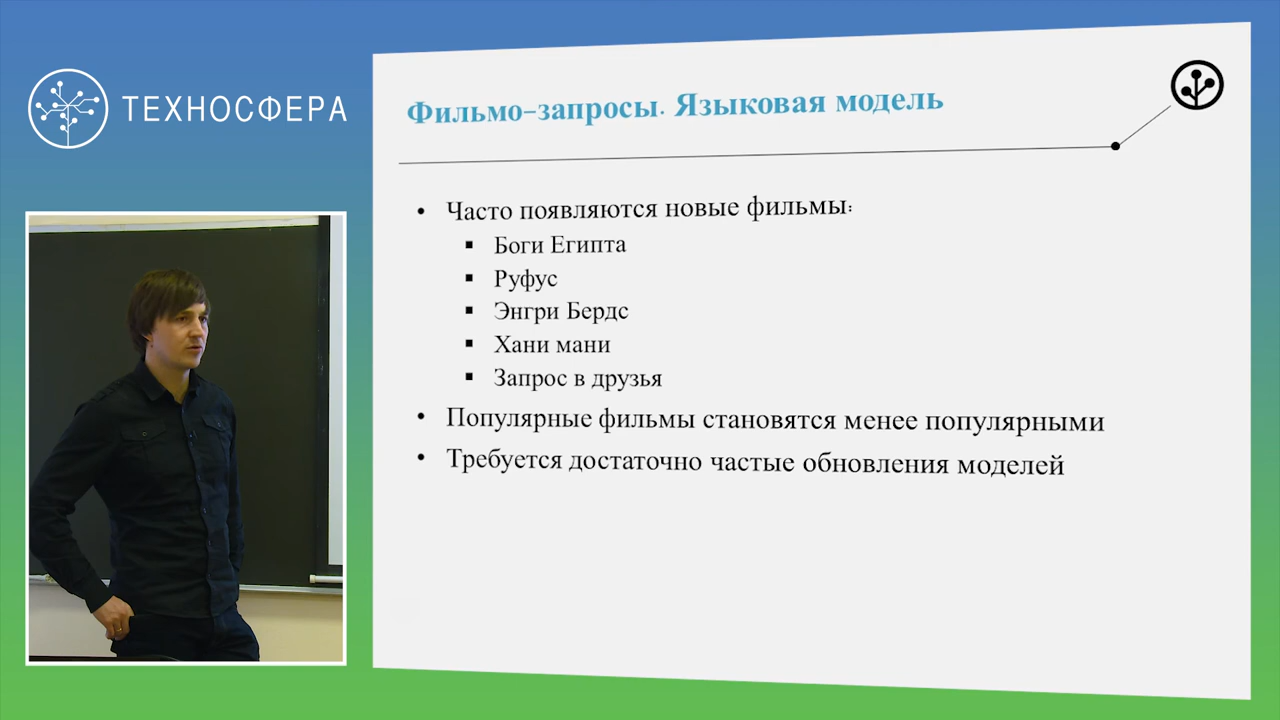 ТЕХНОСФЕРА
Фильмо-запросы. Языковая модель
• Часто появляются новые фильмы:
▪ Боги Египта
▪ Руфус
▪ Энгри Бердс
▪ Хани мани
▪ Запрос в друзья
• Популярные фильмы становятся менее популярными
• Требуется достаточно частые обновления моделей